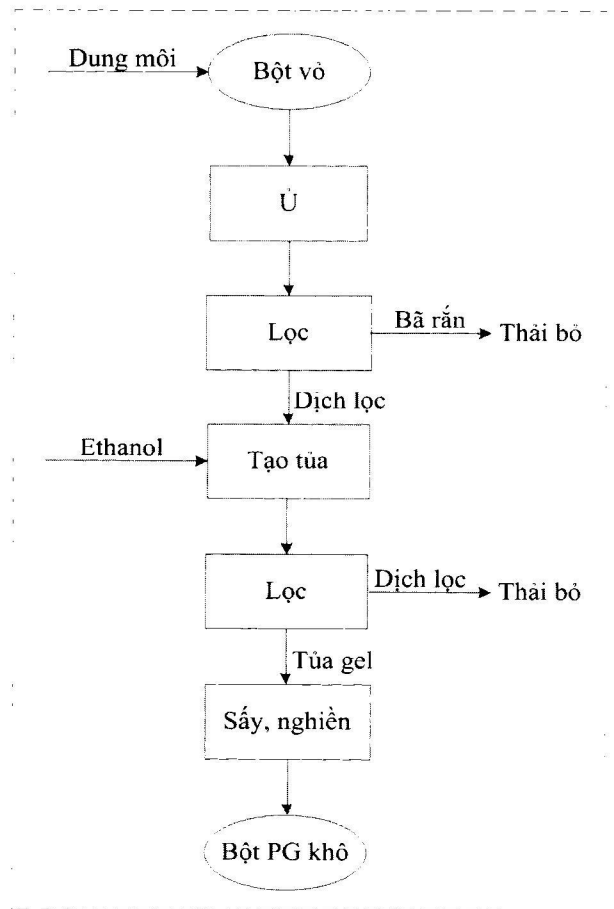 Dung môi
Bột vỏ
Ủ
Lọc
Bã rắn
Thải bỏ
Dịch lọc
Ethanol
Tạo tủa
Lọc
Dịch lọc
Thải bỏ
Tủa gel
Sấy, nghiền
Bột PG khô